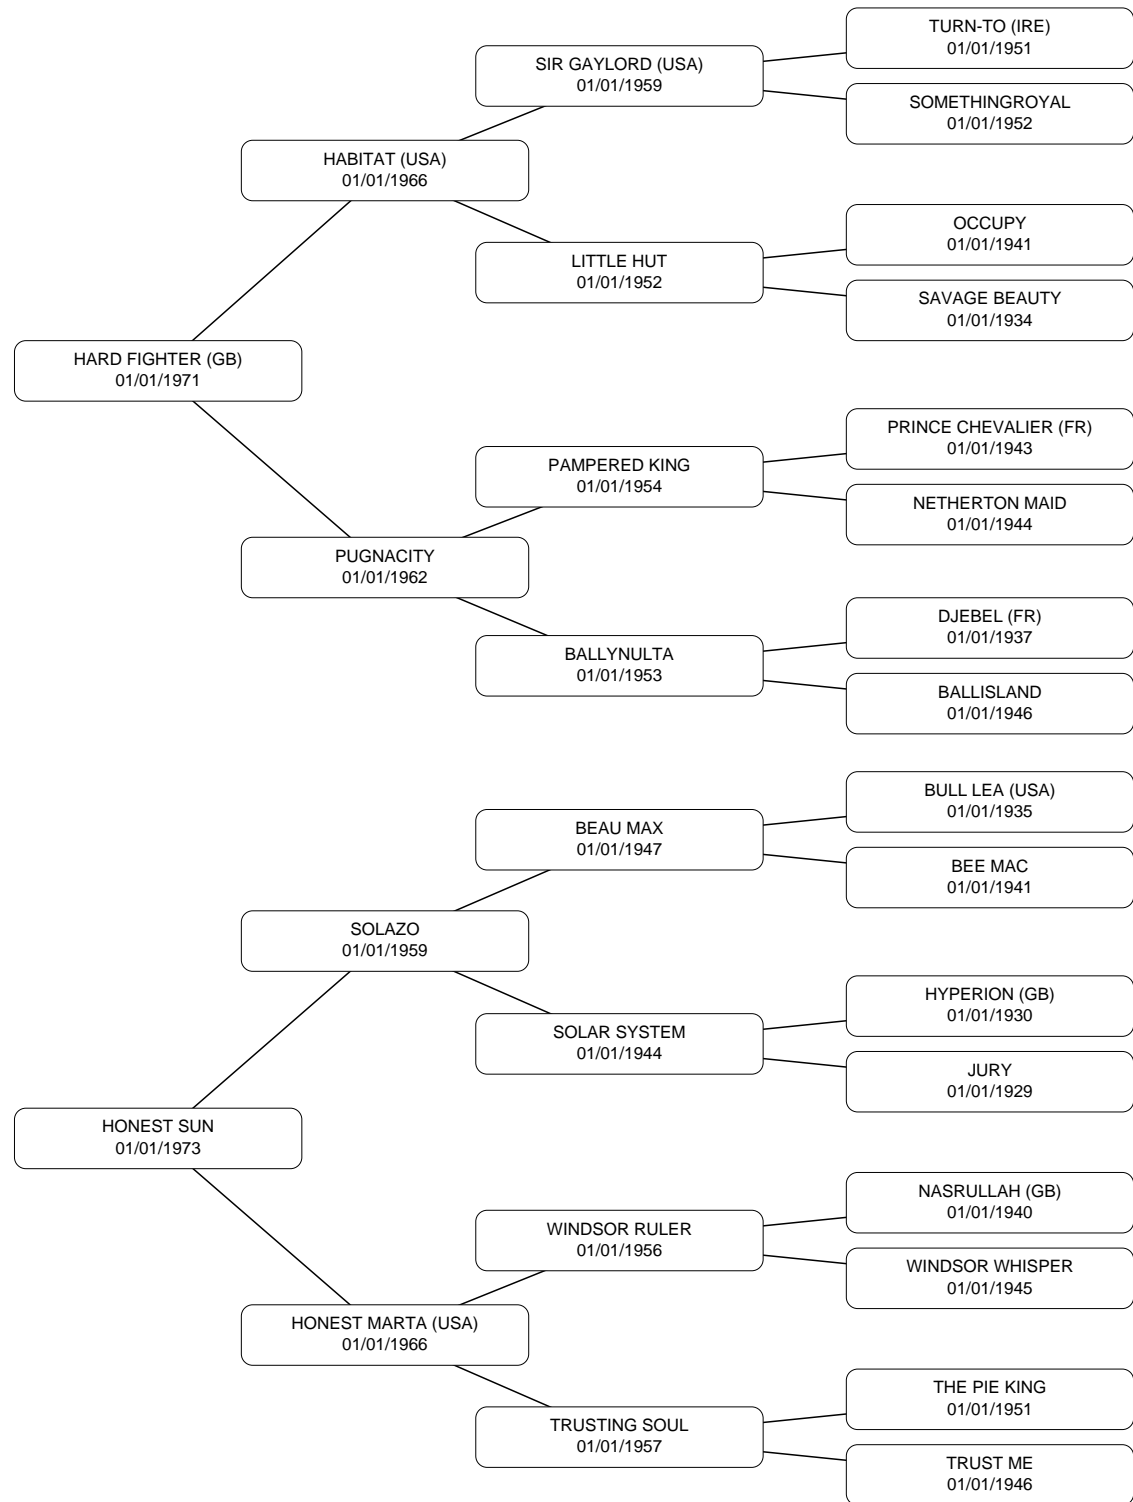 TURN-TO (IRE)
01/01/1951
SIR GAYLORD (USA)
01/01/1959
SOMETHINGROYAL
01/01/1952
HABITAT (USA)
01/01/1966
OCCUPY
01/01/1941
LITTLE HUT
01/01/1952
SAVAGE BEAUTY
01/01/1934
HARD FIGHTER (GB)
01/01/1971
PRINCE CHEVALIER (FR)
01/01/1943
PAMPERED KING
01/01/1954
NETHERTON MAID
01/01/1944
PUGNACITY
01/01/1962
DJEBEL (FR)
01/01/1937
BALLYNULTA
01/01/1953
BALLISLAND
01/01/1946
BULL LEA (USA)
01/01/1935
BEAU MAX
01/01/1947
BEE MAC
01/01/1941
SOLAZO
01/01/1959
HYPERION (GB)
01/01/1930
SOLAR SYSTEM
01/01/1944
JURY
01/01/1929
HONEST SUN
01/01/1973
NASRULLAH (GB)
01/01/1940
WINDSOR RULER
01/01/1956
WINDSOR WHISPER
01/01/1945
HONEST MARTA (USA)
01/01/1966
THE PIE KING
01/01/1951
TRUSTING SOUL
01/01/1957
TRUST ME
01/01/1946